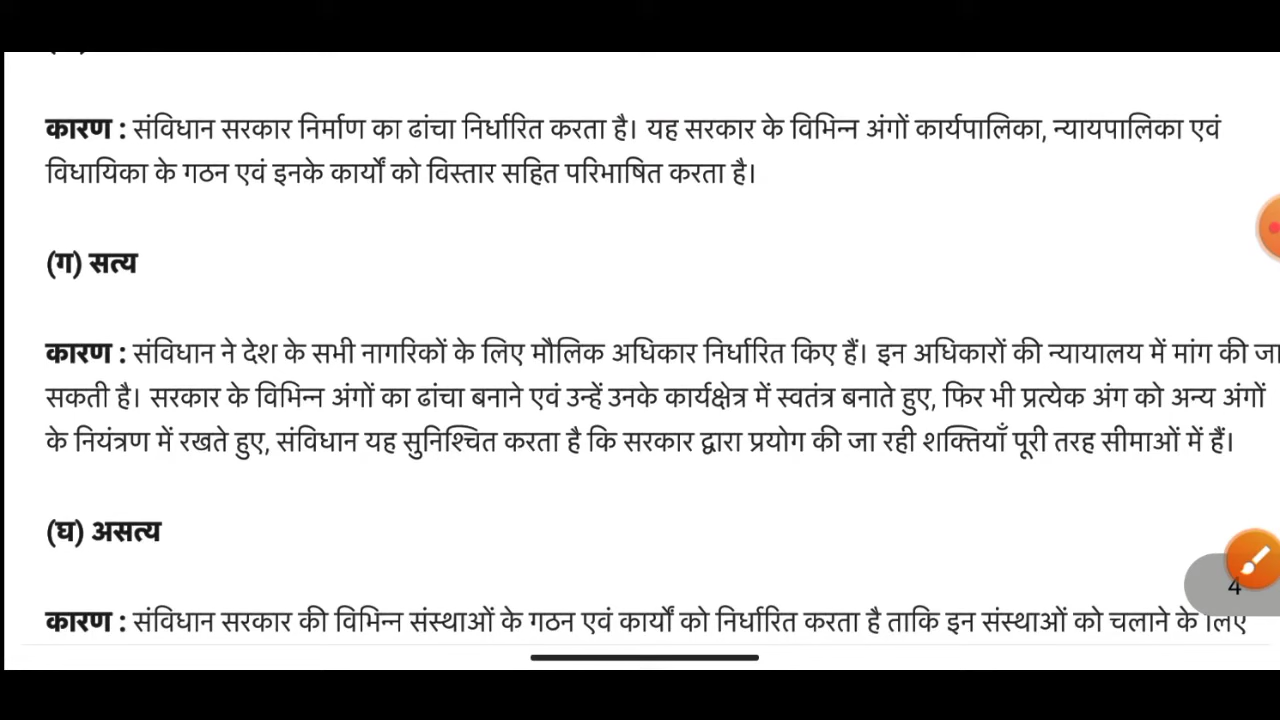 कारण : संविधान सरकार निर्माण का ढांचा निर्धारित करता है। यह सरकार के विभिन्न अंगों कार्यपालिका, न्यायपालिका एवं
विधायिका के गठन एवं इनके कार्यों को विस्तार सहित परिभाषित करता है।
(ग) सत्य
कारण : संविधान ने देश के सभी नागरिकों के लिए मौलिक अधिकार निर्धारित किए हैं। इन अधिकारों की न्यायालय में मांग की जा
सकती है। सरकार के विभिन्न अंगों का ढांचा बनाने एवं उन्हें उनके कार्यक्षेत्र में स्वतंत्र बनाते हुए, फिर भी प्रत्येक अंग को अन्य अंगों
के नियंत्रण में रखते हुए, संविधान यह सुनिश्चित करता है कि सरकार द्वारा प्रयोग की जा रही शक्तियाँ पूरी तरह सीमाओं में हैं।
(घ) असत्य
4
कारण : संविधान सरकार की विभिन्न संस्थाओं के गठन एवं कार्यों को निर्धारित करता है ताकि इन संस्थाओं को चलाने के लिए